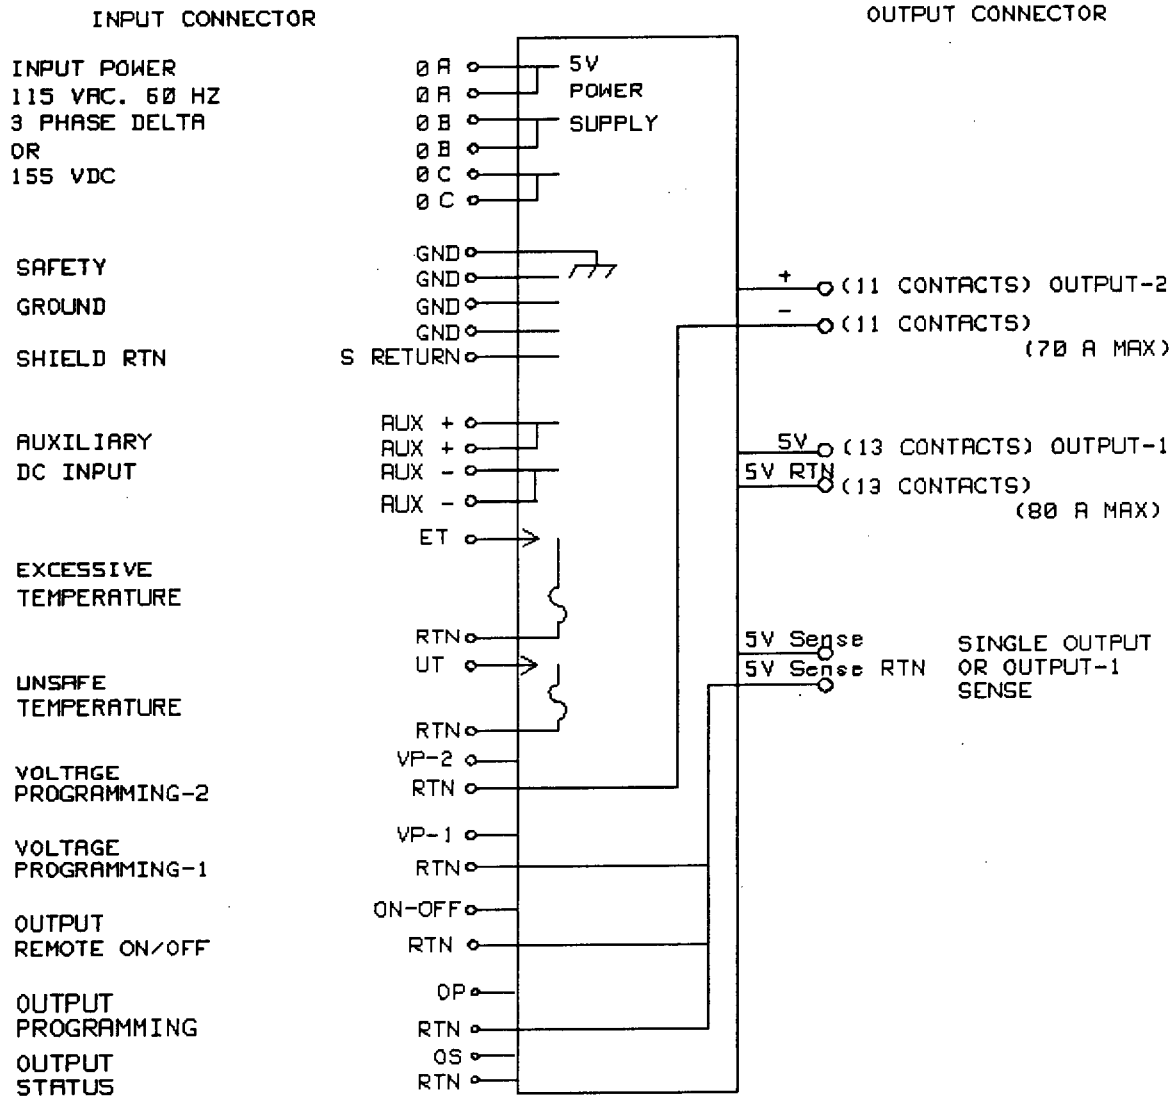 INPUT CONNECTOR
OUTPUT CONNECTOR
INPUT POWER
115 VAC. 60 HZ
3 PHASE DELTA
OR
155 VDC
ØA
ØA
ØB
ØB
ØC
ØC
5V
POWER
SUPPLY
SAFETY
GROUND
GND
GND
GND
GND
SHIELD RTN
S RETURN
+
(11 CONTACTS) OUTPUT-2
-
(11 CONTACTS)
(70 A MAX)
AUXILIARY
DC INPUT
AUX +
AUX +
AUX -
AUX -
5V
(13 CONTACTS) OUTPUT-1
5V RTN
(13 CONTACTS)
(80 A MAX)
EXCESSIVE
TEMPERATURE
ET
RTN
UNSAFE
TEMPERATURE
UT
RTN
5V Sense
5V Sense RTN
SINGLE OUTPUT
OR OUTPUT-1
SENSE
VOLTAGE
PROGRAMMING-2
VP-2
RTN
VOLTAGE
PROGRAMMING-1
VP-1
RTN
OUTPUT
REMOTE ON/OFF
ON-OFF
RTN
OUTPUT
PROGRAMMING
OP
RTN
OUTPUT
STATUS
OS
RTN